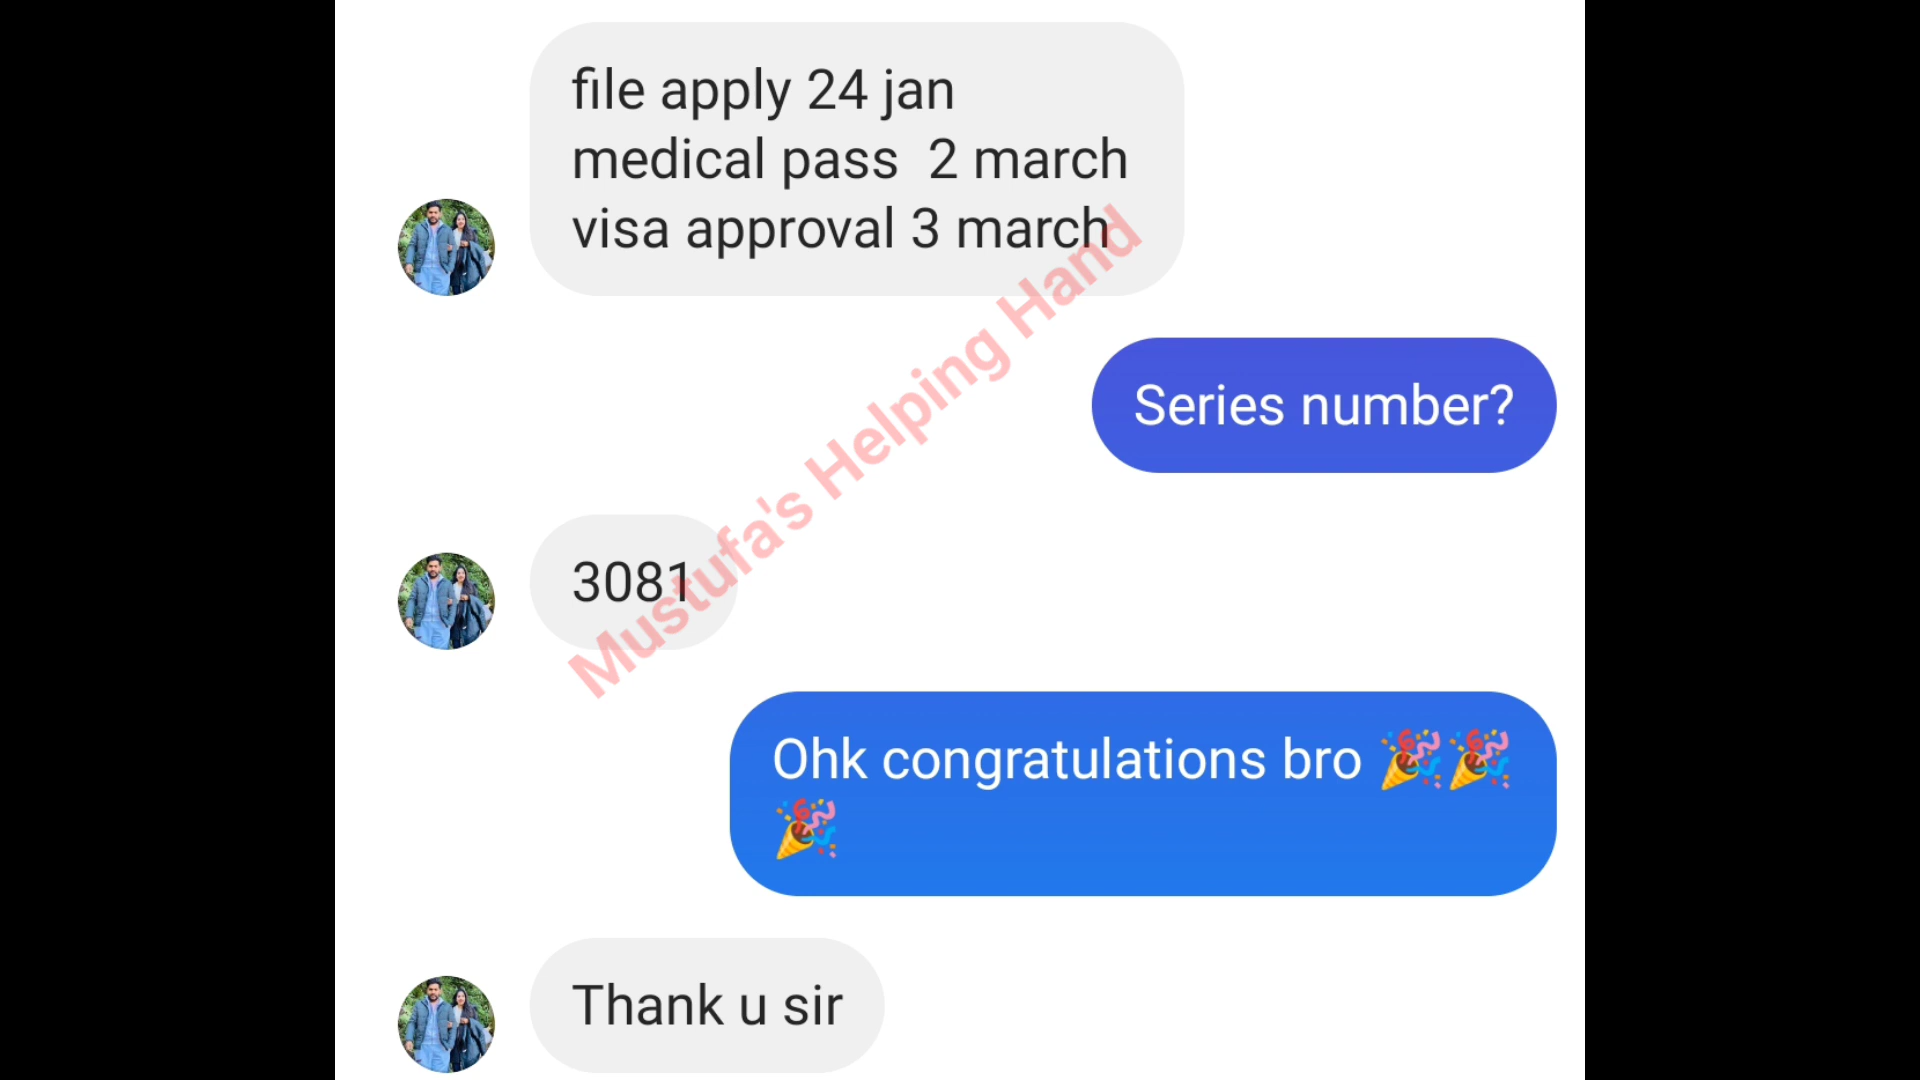 file apply 24 jan
medical pass  2 march
visa approval 3 march
Series number?
3081
Ohk congratulations bro 🎉🎉
🎉
Thank u sir
Mustufa's Helping Hand